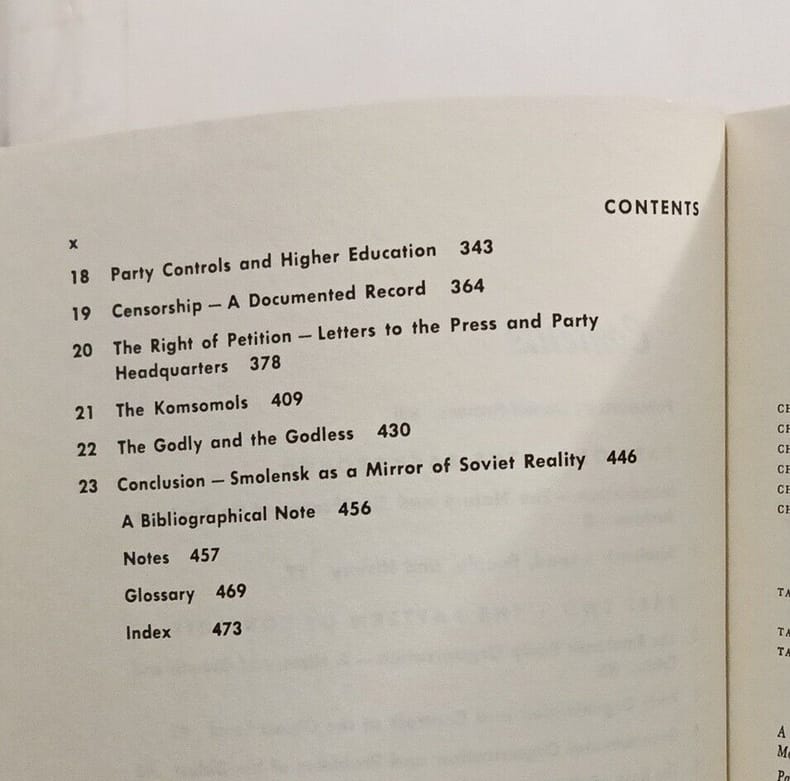 CONTENTS
x
18 Party Controls and Higher Education 343
19 Censorship — A Documented Record 364
20 The Right of Petition — Letters to the Press and Party
Headquarters 378
21 The Komsomols 409
22 The Godly and the Godless 430
23 Conclusion — Smolensk as a Mirror of Soviet Reality 446
A Bibliographical Note 456
Notes 457
Glossary 469
Index 473